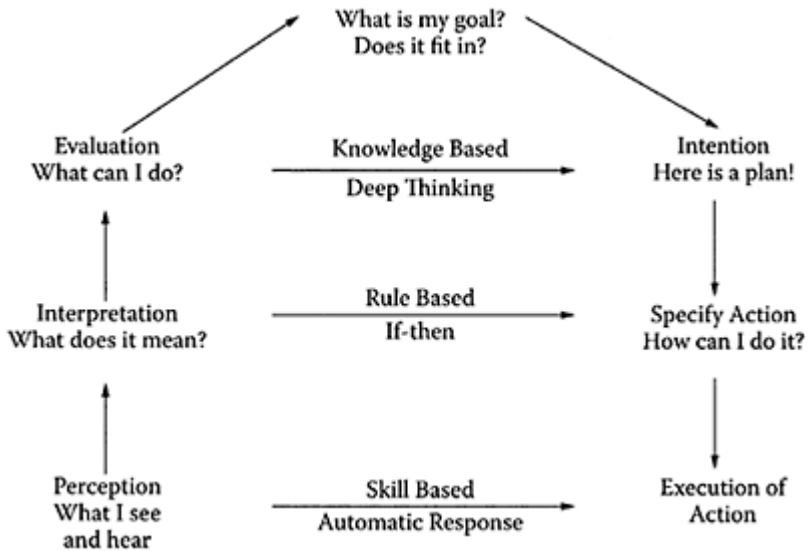 What is my goal?
Does it fit in?
Evaluation
What can I do?
Knowledge Based
Deep Thinking
Intention
Here is a plan!
Interpretation
What does it mean?
Rule Based
If-then
Specify Action
How can I do it?
Perception
What I see
and hear
Skill Based
Automatic Response
Execution of
Action